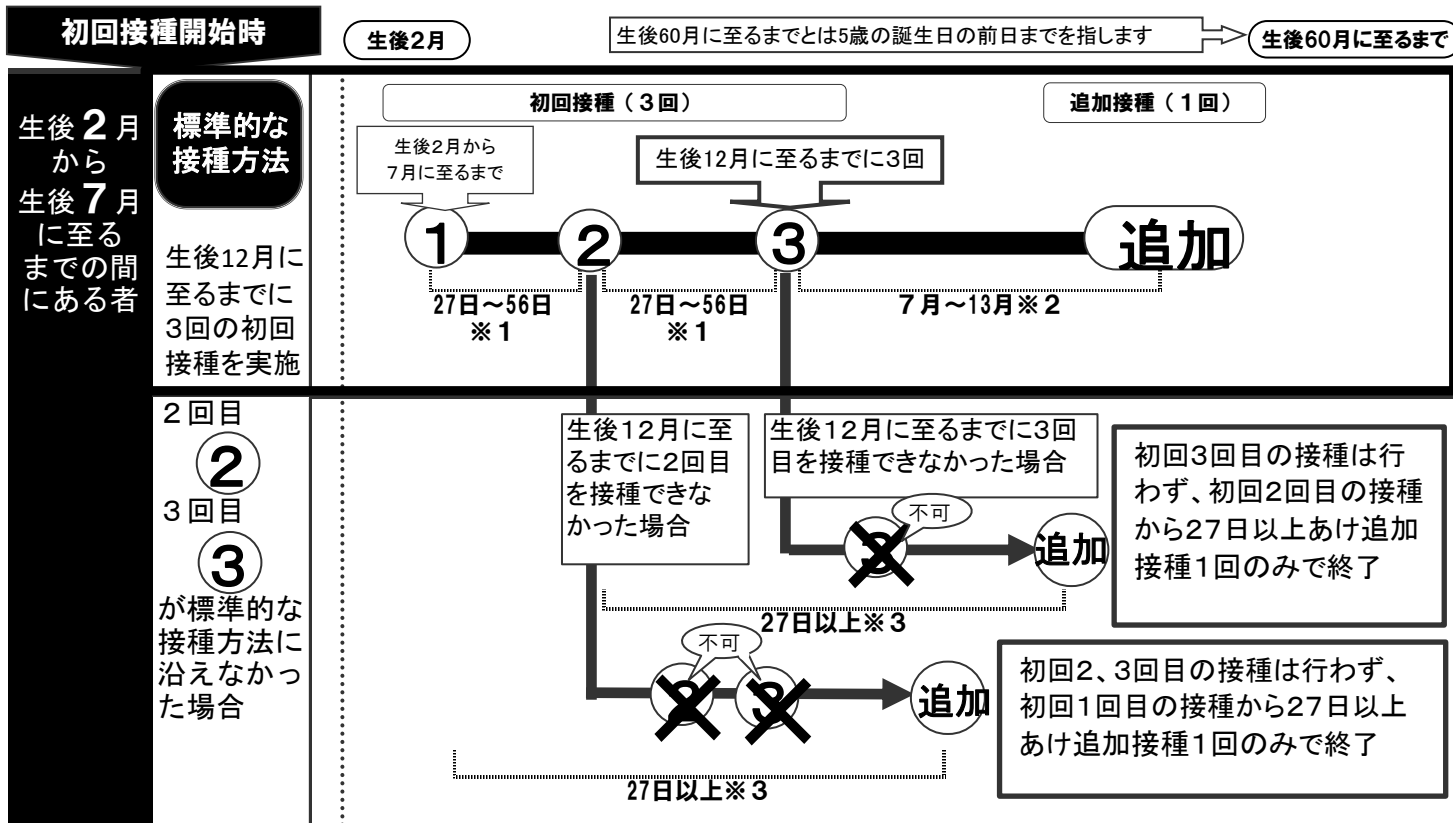 初回接種開始時
生後2月
生後60月に至るまでとは5歳の誕生日の前日までを指します
生後60月に至るまで
生後2月
から
生後7月
に至る
までの間
にある者
標準的な
接種方法
生後12月に
至るまでに
3回の初回
接種を実施
初回接種(3回)
追加接種(1回)
生後2月から
7月に至るまで
生後12月に至るまでに3回
1
2
3
追加
27日~56日
※1
27日~56日
※1
7月~13月※2
2回目
2
3回目
3
が標準的な
接種方法に
沿えなかっ
た場合
生後12月に至
るまでに2回目
を接種できな
かった場合
生後12月に至るまでに3回
目を接種できなかった場合
不可
3
追加
27日以上※3
初回3回目の接種は行
わず、初回2回目の接種
から27日以上あけ追加
接種1回のみで終了
不可
2
3
追加
27日以上※3
初回2、3回目の接種は行わず、
初回1回目の接種から27日以上
あけ追加接種1回のみで終了